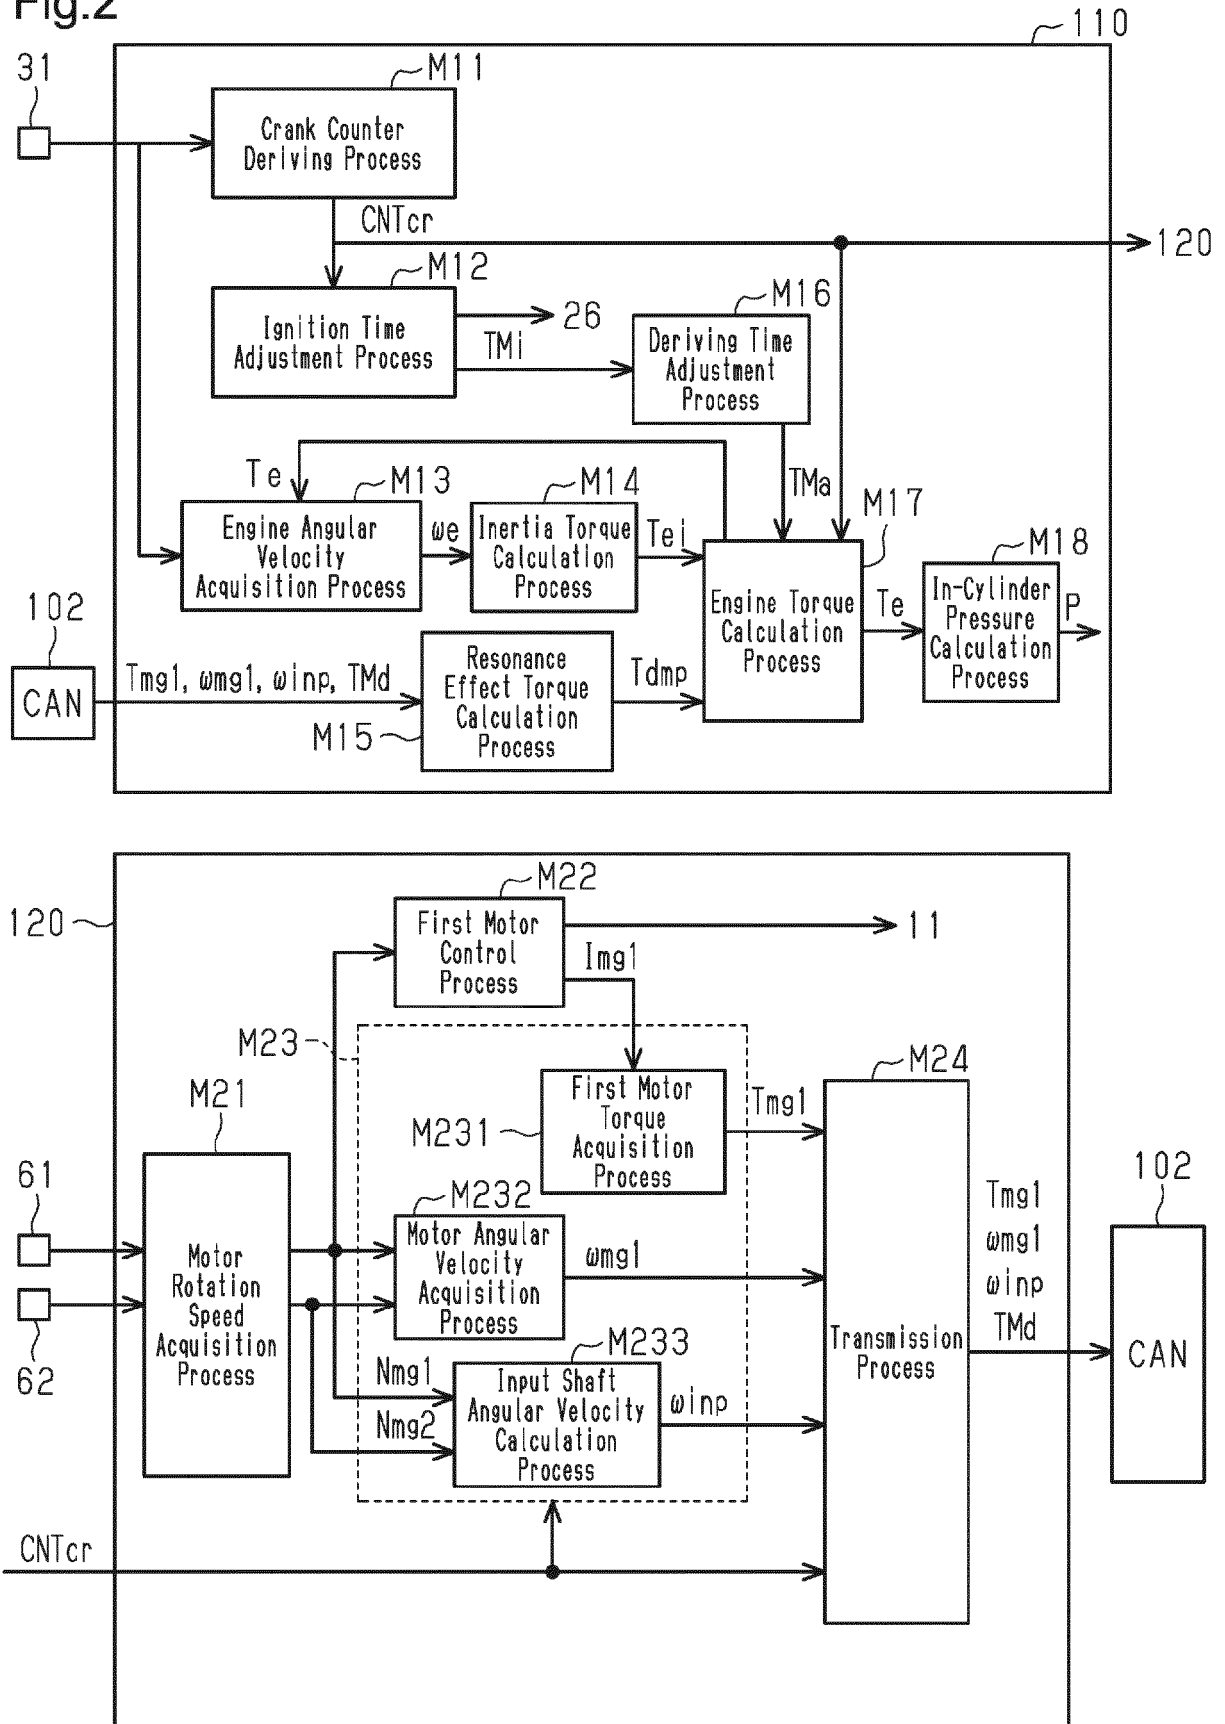 Fig.2
110
31
M11
Crank Counter
Deriving Process
CNTcr
120
M12
Ignition Time
Adjustment Process
26
TMi
M16
Deriving Time
Adjustment
Process
Te
M13
Engine Angular
Velocity
Acquisition Process
ωe
M14
Inertia Torque
Calculation
Process
Tei
TMa
M17
Engine Torque
Calculation
Process
Te
M18
In-Cylinder
Pressure
Calculation
Process
P
102
CAN
Tmg1, ωmg1, ωinp, TMd
M15
Resonance
Effect Torque
Calculation
Process
Tdmp
120
M22
First Motor
Control
Process
11
Img1
M23
M21
M231
First Motor
Torque
Acquisition
Process
Tmg1
M24
61
62
Motor
Rotation
Speed
Acquisition
Process
M232
Motor Angular
Velocity
Acquisition
Process
ωmg1
M233
Nmg1
Nmg2
Input Shaft
Angular Velocity
Calculation
Process
ωinp
Transmission
Process
Tmg1
ωmg1
ωinp
TMd
102
CAN
CNTcr